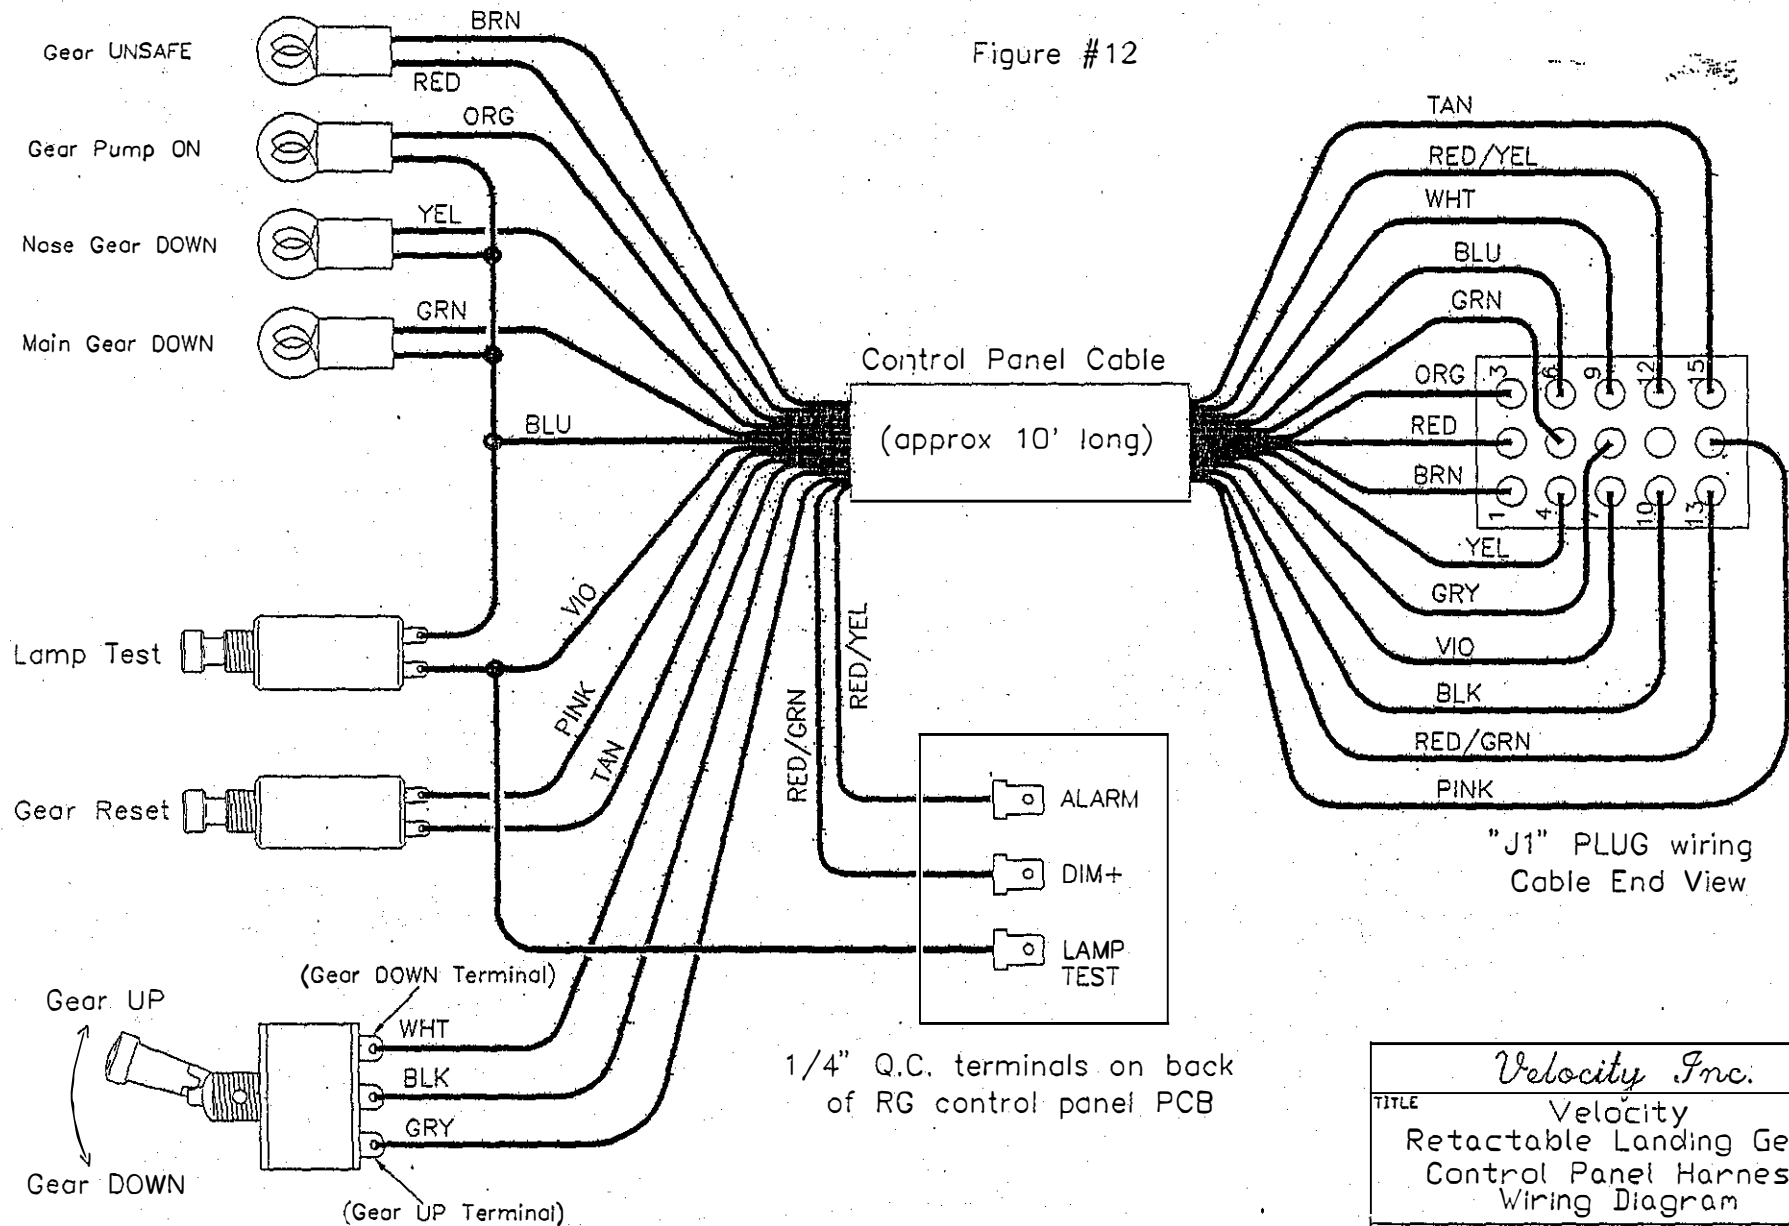 Figure #12
Gear UNSAFE
BRN
RED
Gear Pump ON
ORG
Nose Gear DOWN
YEL
Main Gear DOWN
GRN
BLU
Control Panel Cable
(approx 10' long)
Lamp Test
VIO
Gear Reset
PINK
TAN
RED/GRN
RED/YEL
ALARM
DIM+
LAMP
TEST
1/4" Q.C. terminals on back
of RG control panel PCB
Gear UP
Gear DOWN
(Gear DOWN Terminal)
WHT
BLK
GRY
(Gear UP Terminal)
TAN
RED/YEL
WHT
BLU
GRN
ORG
RED
BRN
YEL
GRY
VIO
BLK
RED/GRN
PINK
3 6 9 12 15
1 4 7 10 13
"J1" PLUG wiring
Cable End View
Velocity Inc.
TITLE
Velocity
Retactable Landing Ge
Control Panel Harnes
Wiring Diagram